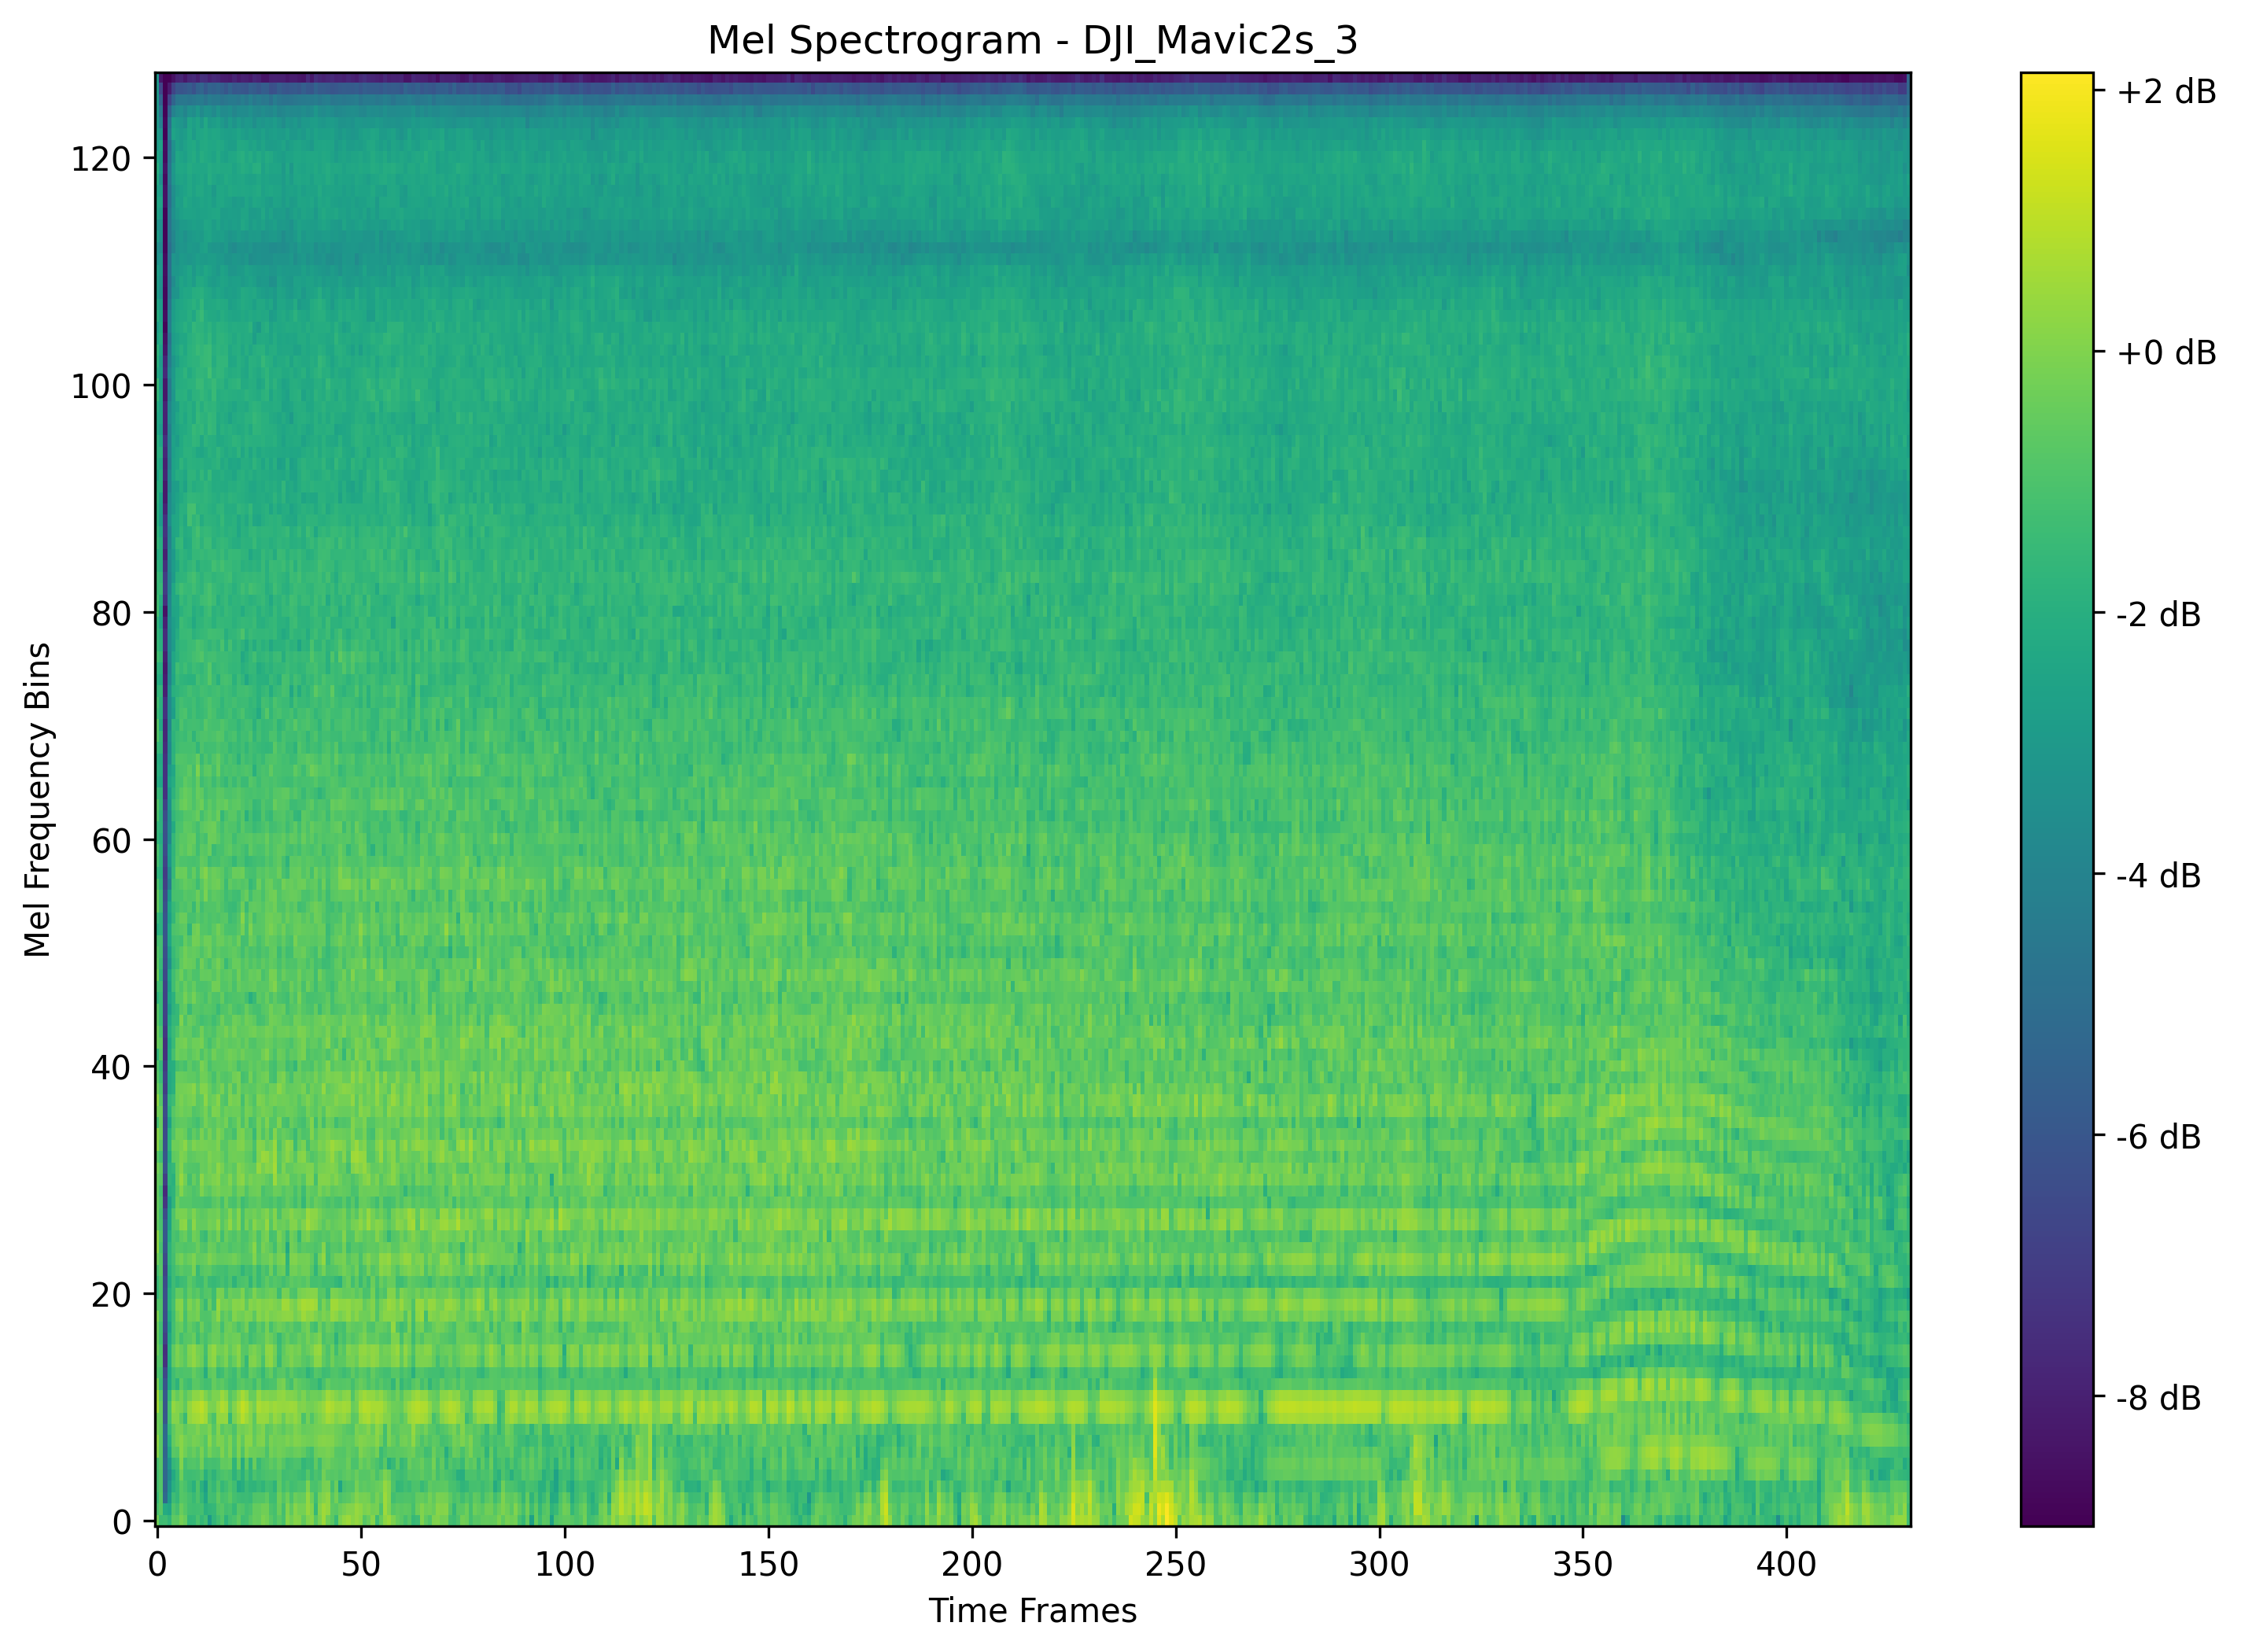 Mel Spectrogram - DJI_Mavic2s_3
Mel Frequency Bins
120
100
80
60
40
20
0
0 50 100 150 200 250 300 350 400
Time Frames
+2 dB
+0 dB
-2 dB
-4 dB
-6 dB
-8 dB